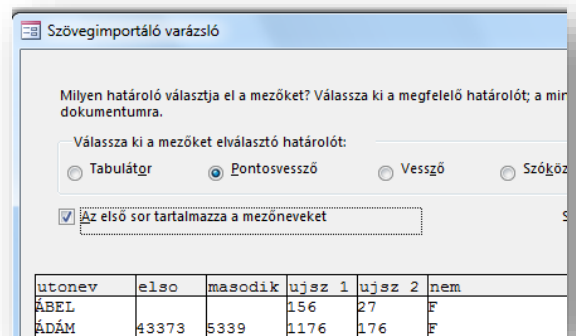 Szövegimportáló varázsló
Milyen határoló választja el a mezőket? Válassza ki a megfelelő határolót; a
dokumentumra.
Válassza ki a mezőket elválasztó határolót:
Tabulátor Pontosvessző Vessző Szóköz
Az első sor tartalmazza a mezőneveket
utonev elso masodik ujsz 1 ujsz 2 nem
ÁBEL 156 27 F
ÁDÁM 43373 5339 1176 176 F